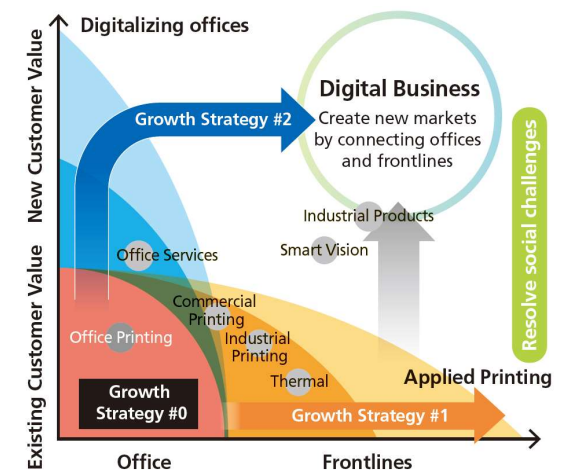 Digitalizing offices
New Customer Value
Existing Customer Value
Growth Strategy #2
Digital Business
Create new markets
by connecting offices
and frontlines
Resolve social challenges
Industrial Products
Smart Vision
Office Services
Commercial
Printing
Office Printing
Industrial
Printing
Thermal
Applied Printing
Growth
Strategy #0
Growth Strategy #1
Office
Frontlines